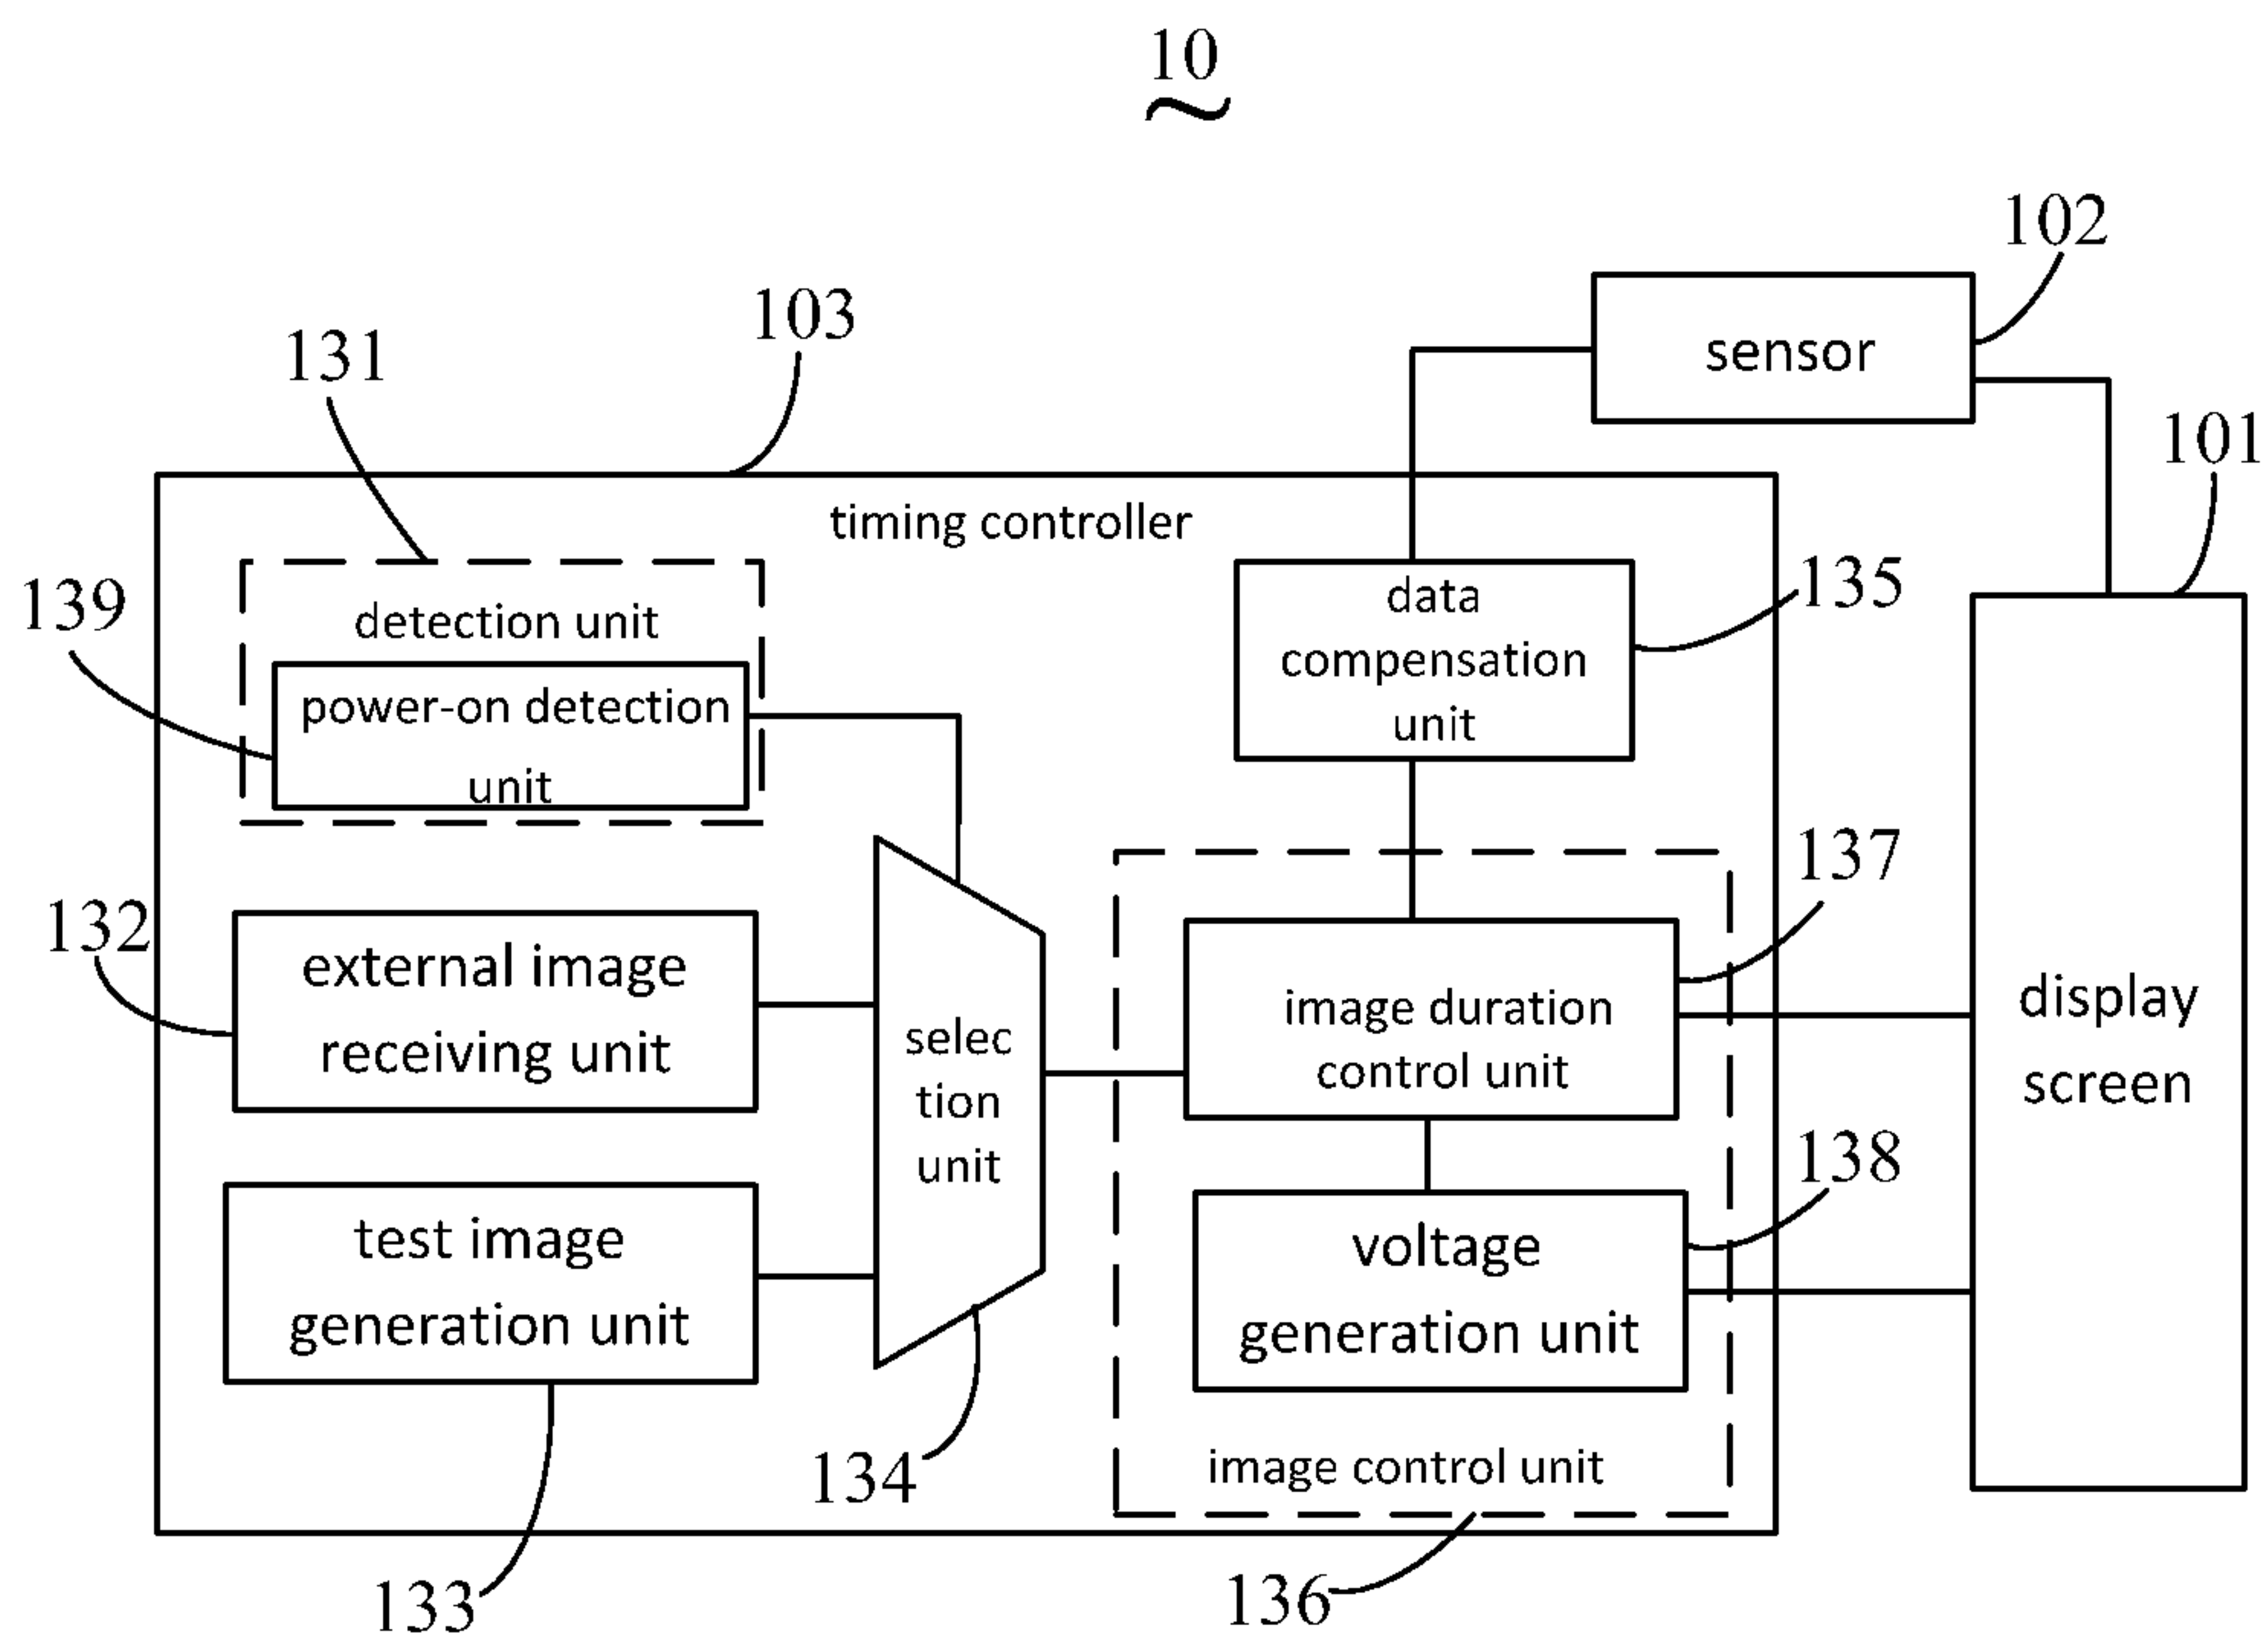 10
102
sensor
103
131
101
timing controller
139
detection unit
power-on detection
unit
data
compensation
unit
135
137
132
external image
receiving unit
selec
tion
unit
image duration
control unit
display
screen
138
test image
generation unit
voltage
generation unit
134
image control unit
133
136